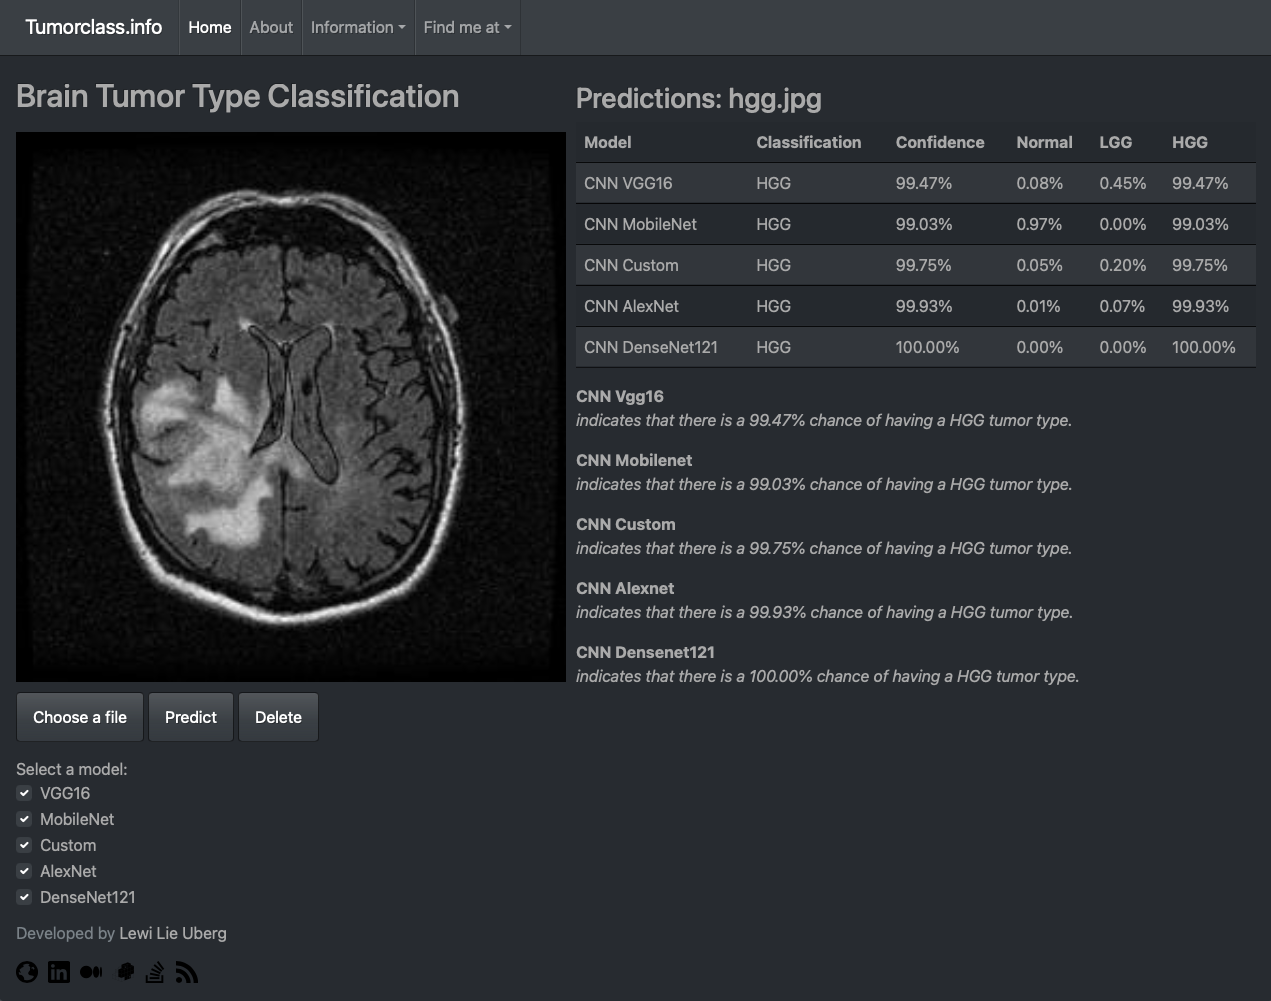 Tumorclass.info Home About Information Find me at
Brain Tumor Type Classification
Predictions: hgg.jpg
Model Classification Confidence Normal LGG HGG
CNN VGG16 HGG 99.47% 0.08% 0.45% 99.47%
CNN MobileNet HGG 99.03% 0.97% 0.00% 99.03%
CNN Custom HGG 99.75% 0.05% 0.20% 99.75%
CNN AlexNet HGG 99.93% 0.01% 0.07% 99.93%
CNN DenseNet121 HGG 100.00% 0.00% 0.00% 100.00%
CNN Vgg16
indicates that there is a 99.47% chance of having a HGG tumor type.
CNN Mobilenet
indicates that there is a 99.03% chance of having a HGG tumor type.
CNN Custom
indicates that there is a 99.75% chance of having a HGG tumor type.
CNN Alexnet
indicates that there is a 99.93% chance of having a HGG tumor type.
CNN Densenet121
indicates that there is a 100.00% chance of having a HGG tumor type.
Choose a file Predict Delete
Select a model:
VGG16
MobileNet
Custom
AlexNet
DenseNet121
Developed by Lewi Lie Uberg